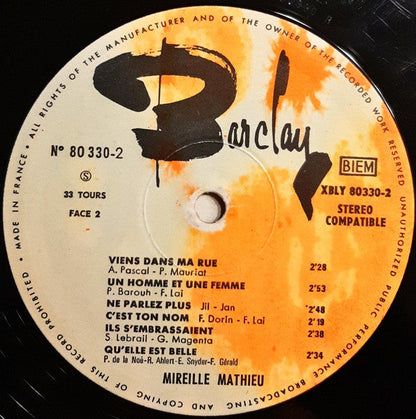 ALL RIGHTS OF THE MANUFACTURER AND OF THE OWNER OF THE RECORDED WORK RESERVED UNAUTHORIZED PUBLIC PERFORMANCE BROADCASTING AND COPYING OF THIS RECORD PROHIBITED • MADE IN FRANCE •
Barclay
Nº 80 330-2
BIEM
S
XBLY 80330-2
33 TOURS
STEREO
FACE 2
COMPATIBLE
VIENS DANS MA RUE
A. Pascal - P. Mauriat 2'28
UN HOMME ET UNE FEMME
P. Barouh - F. Lai 2'53
NE PARLEZ PLUS Jil - Jan 2'48
C'EST TON NOM F. Dorin - F. Lai 2'19
ILS S'EMBRASSAIENT
S. Lebrail - G. Magenta 2'38
QU'ELLE EST BELLE
P. de la Noë - R. Ahlert - E. Snyder - F. Gérald 2'34
MIREILLE MATHIEU